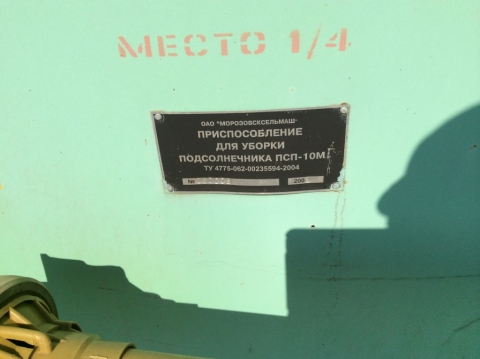 МЕСТО 1/4
ОАО "МОРОЗОВСКСЕЛЬМАШ"
ПРИСПОСОБЛЕНИЕ
ДЛЯ УБОРКИ
ПОДСОЛНЕЧНИКА ПСП-10М
ТУ 4775-062-00235594-2004
№ 200